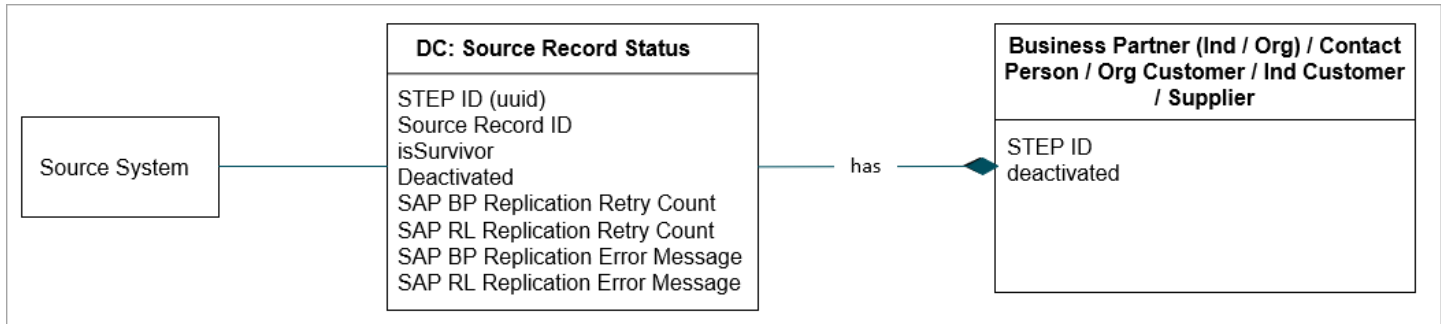 Source System
DC: Source Record Status
STEP ID (uuid)
Source Record ID
isSurvivor
Deactivated
SAP BP Replication Retry Count
SAP RL Replication Retry Count
SAP BP Replication Error Message
SAP RL Replication Error Message
has
Business Partner (Ind / Org) / Contact
Person / Org Customer / Ind Customer
/ Supplier
STEP ID
deactivated